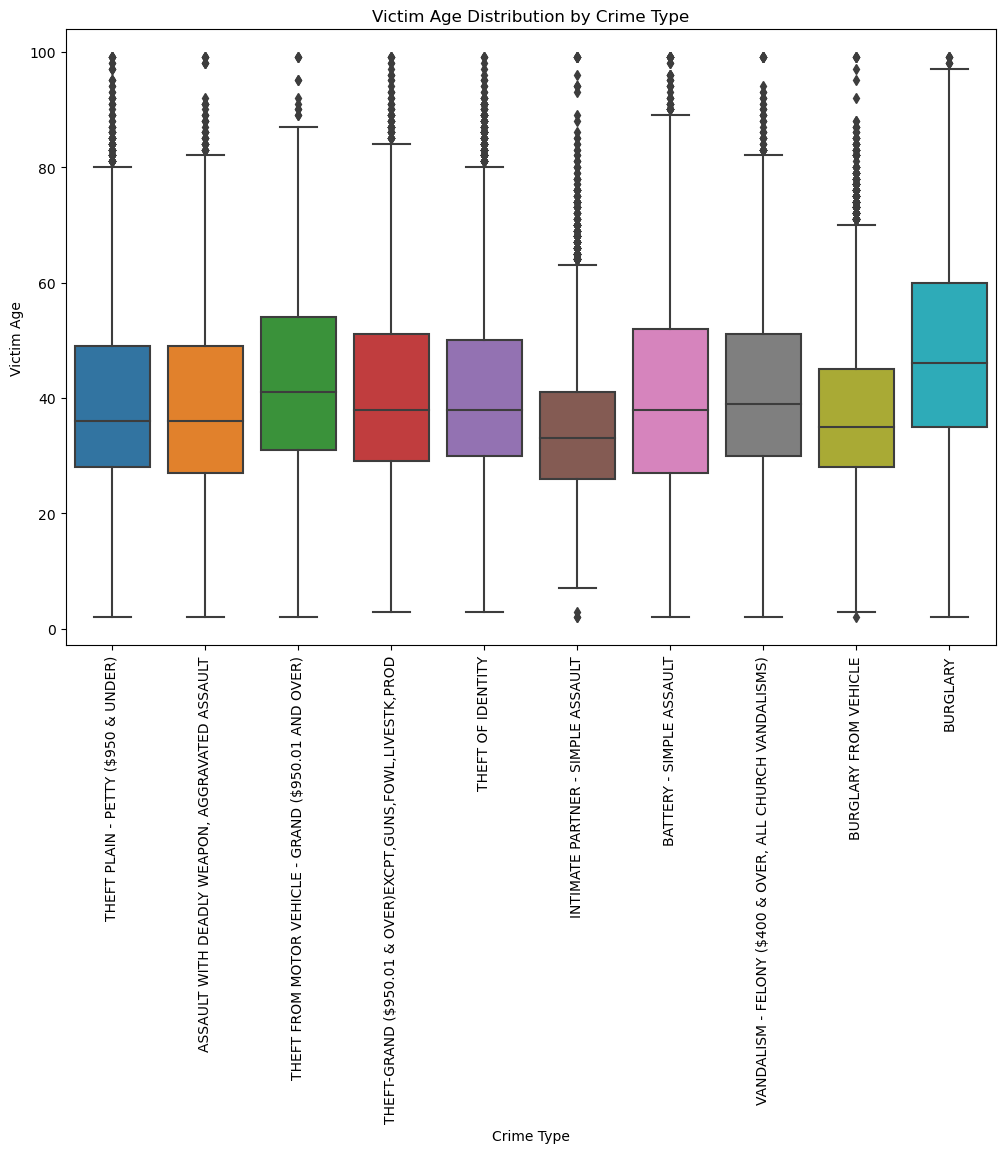 Victim Age Distribution by Crime Type
Victim Age
100
80
60
40
20
0
THEFT PLAIN - PETTY ($950 & UNDER)
ASSAULT WITH DEADLY WEAPON, AGGRAVATED ASSAULT
THEFT FROM MOTOR VEHICLE - GRAND ($950.01 AND OVER)
THEFT-GRAND ($950.01 & OVER)EXCPT,GUNS,FOWL,LIVESTK,PROD
THEFT OF IDENTITY
INTIMATE PARTNER - SIMPLE ASSAULT
BATTERY - SIMPLE ASSAULT
VANDALISM - FELONY ($400 & OVER, ALL CHURCH VANDALISMS)
BURGLARY FROM VEHICLE
BURGLARY
Crime Type